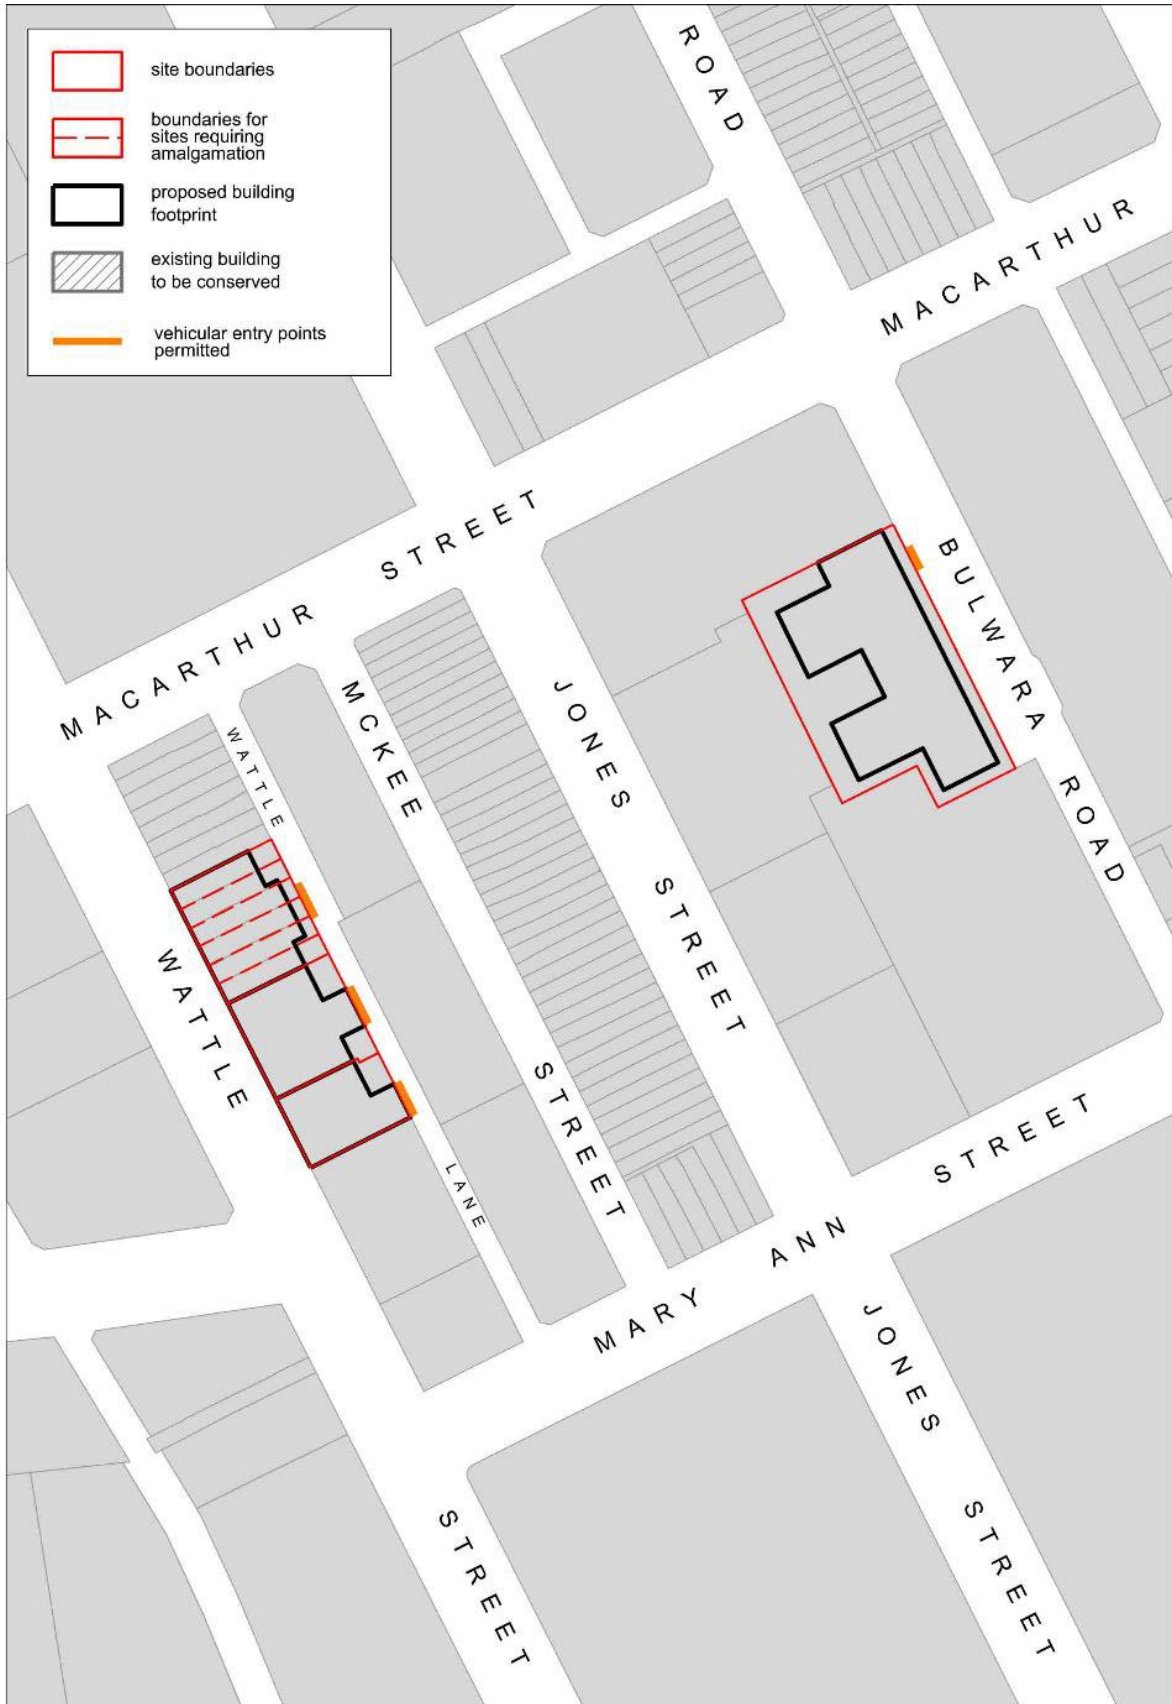 site boundaries
boundaries for
sites requiring
amalgamation
proposed building
footprint
existing building
to be conserved
vehicular entry points
permitted
ROAD
MACARTHUR
MACARTHUR STREET
BULWARA ROAD
WATTLE LANE
MCKEE STREET
JONES STREET
WATTLE STREET
MARY ANN STREET
JONES STREET